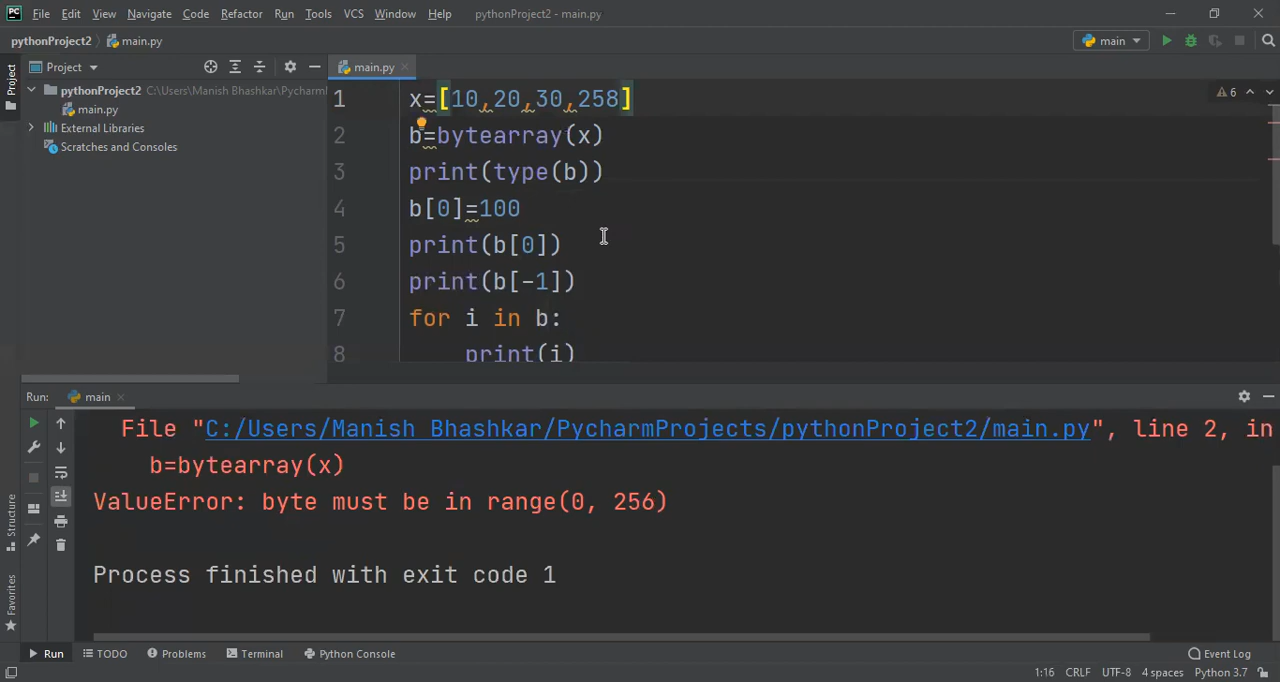 PC File Edit View Navigate Code Refactor Run Tools VCS Window Help pythonProject2 - main.py
pythonProject2 main.py main
Project Project main.py
pythonProject2 C:\Users\Manish Bhashkar\Pycharm
main.py
External Libraries
Scratches and Consoles
6
1 x=[10,20,30,258]
2 b=bytearray(x)
3 print(type(b))
4 b[0]=100
5 print(b[0])
6 print(b[-1])
7 for i in b:
8 print(i)
Run: main
File "C:/Users/Manish Bhashkar/PycharmProjects/pythonProject2/main.py", line 2, in
b=bytearray(x)
ValueError: byte must be in range(0, 256)
Process finished with exit code 1
Structure
Favorites
Run TODO Problems Terminal Python Console Event Log
1:16 CRLF UTF-8 4 spaces Python 3.7